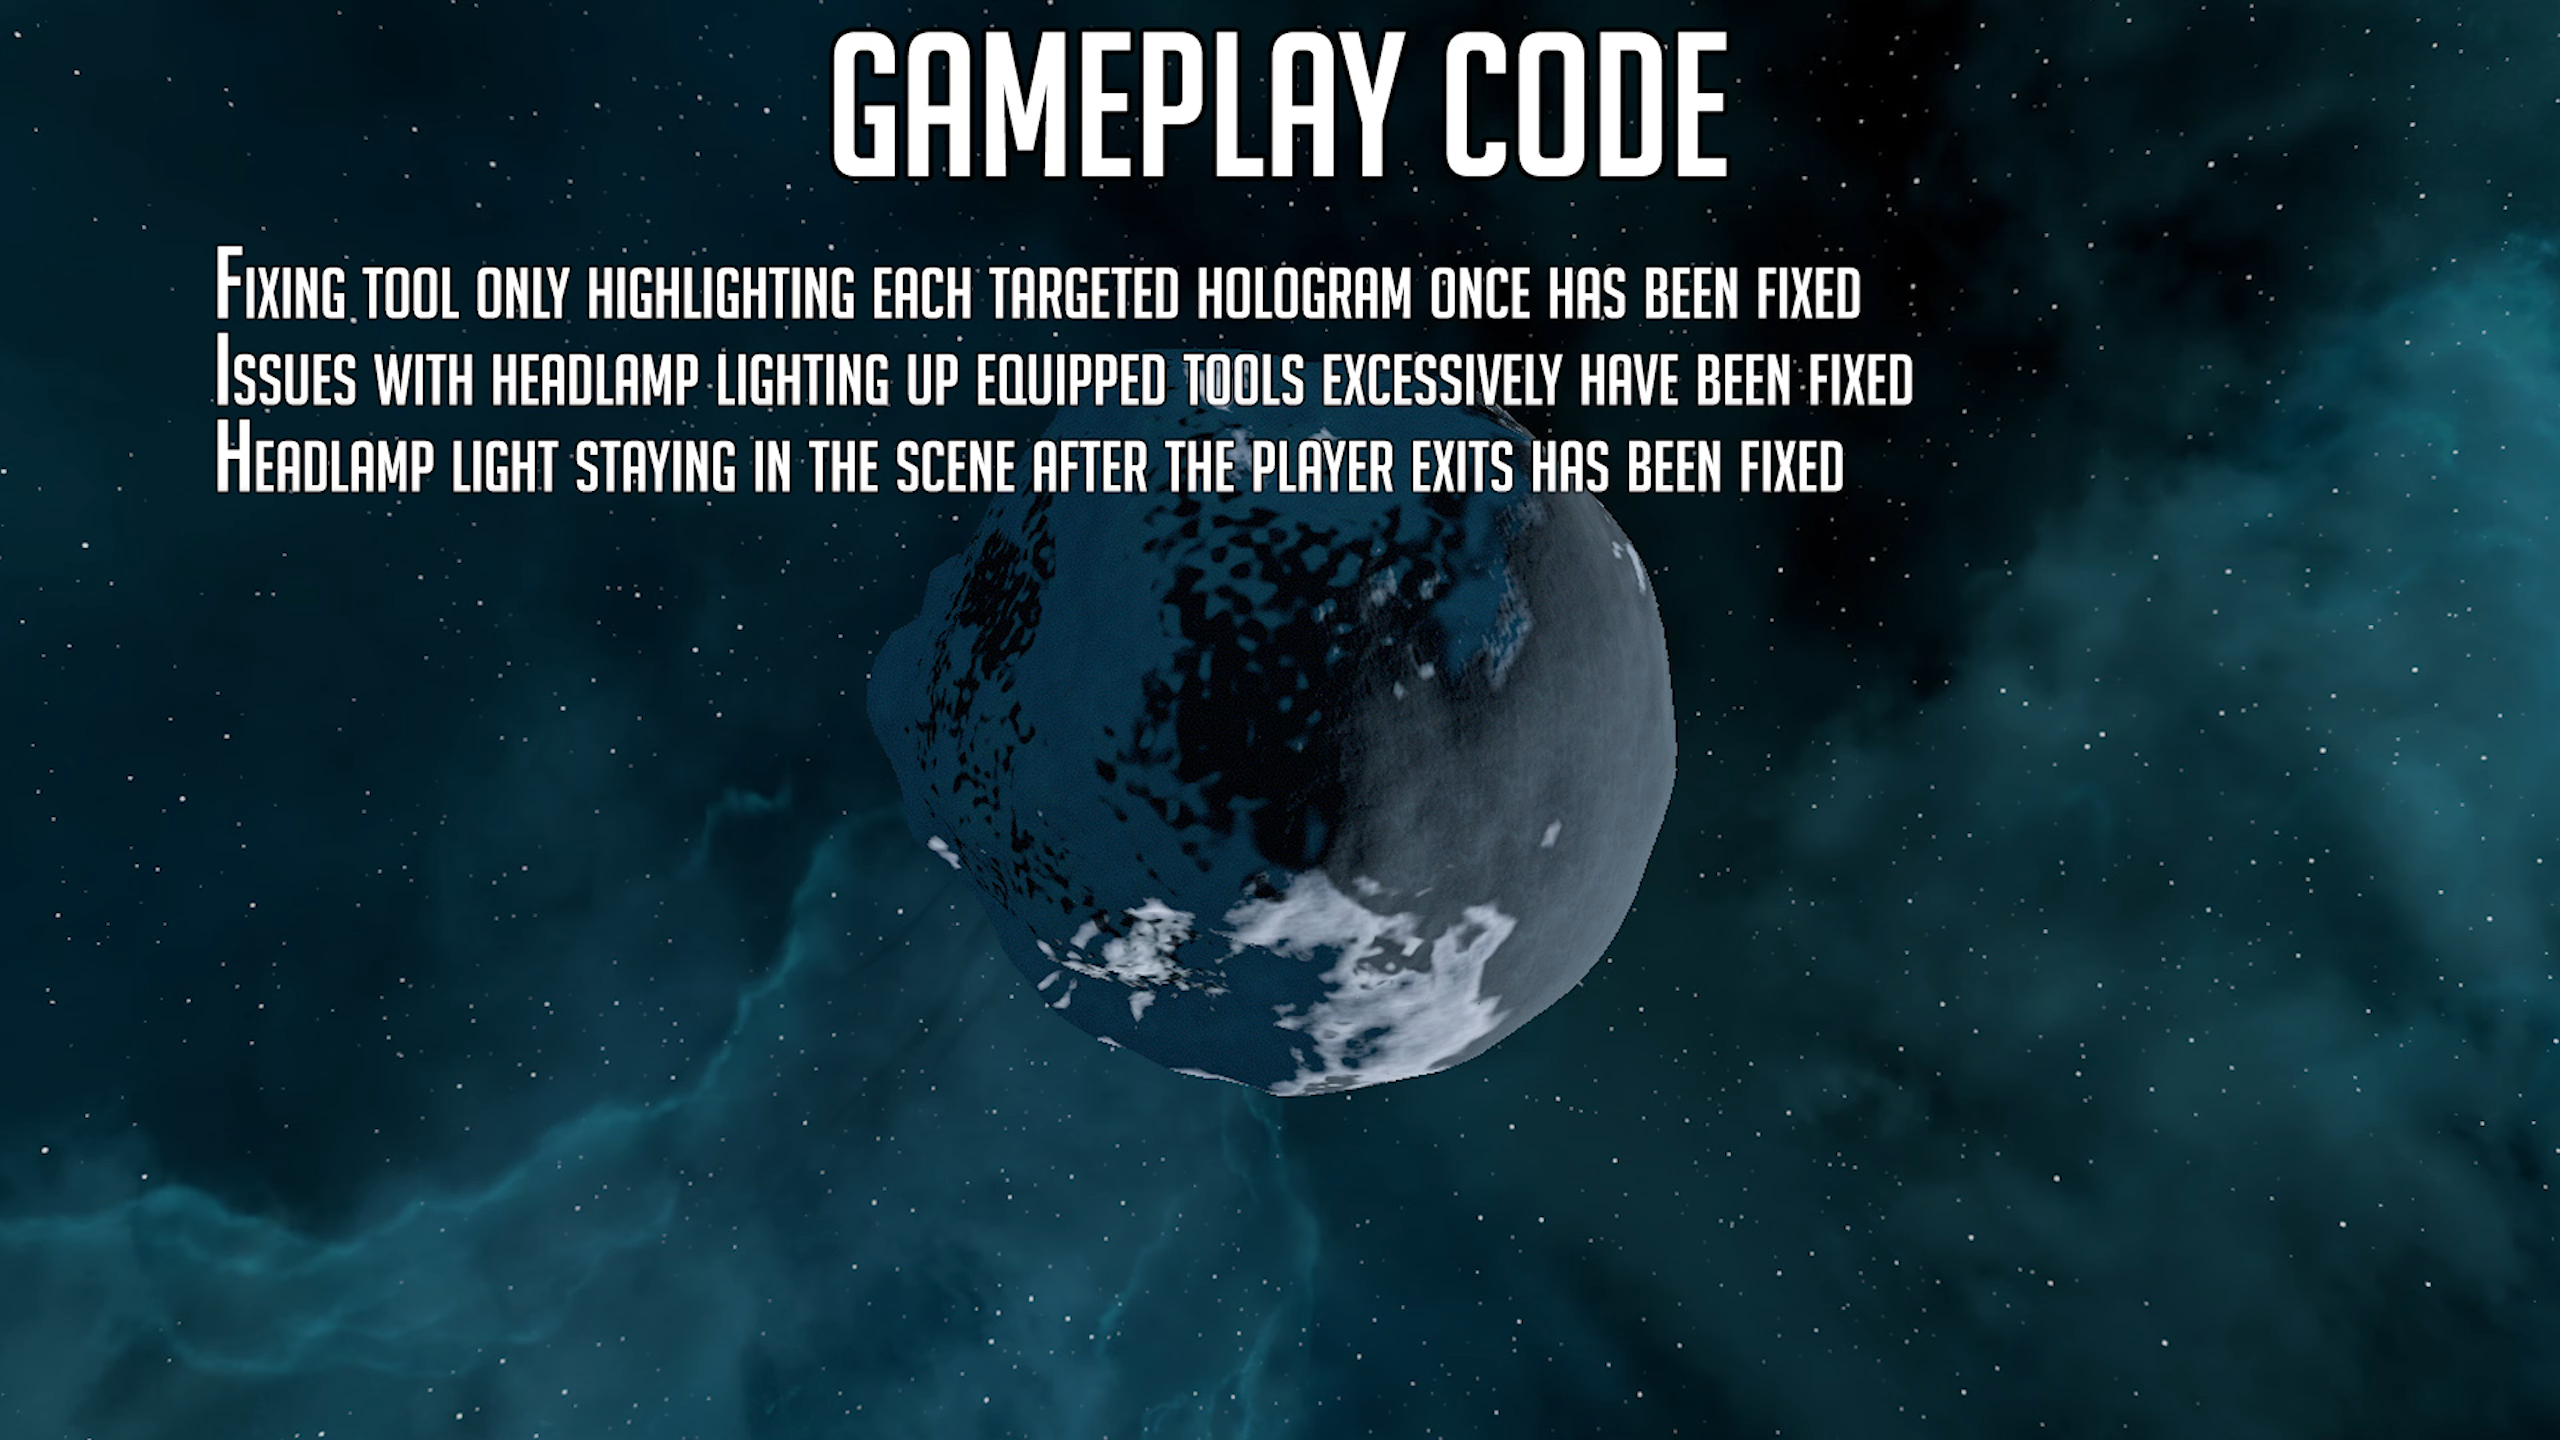 GAMEPLAY CODE
Fixing tool only highlighting each targeted hologram once has been fixed
Issues with headlamp lighting up equipped tools excessively have been fixed
Headlamp light staying in the scene after the player exits has been fixed